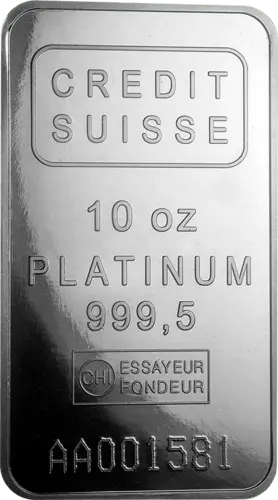 CREDIT
SUISSE
10 oz
PLATINUM
999,5
CHI ESSAYEUR
FONDEUR
AA001581